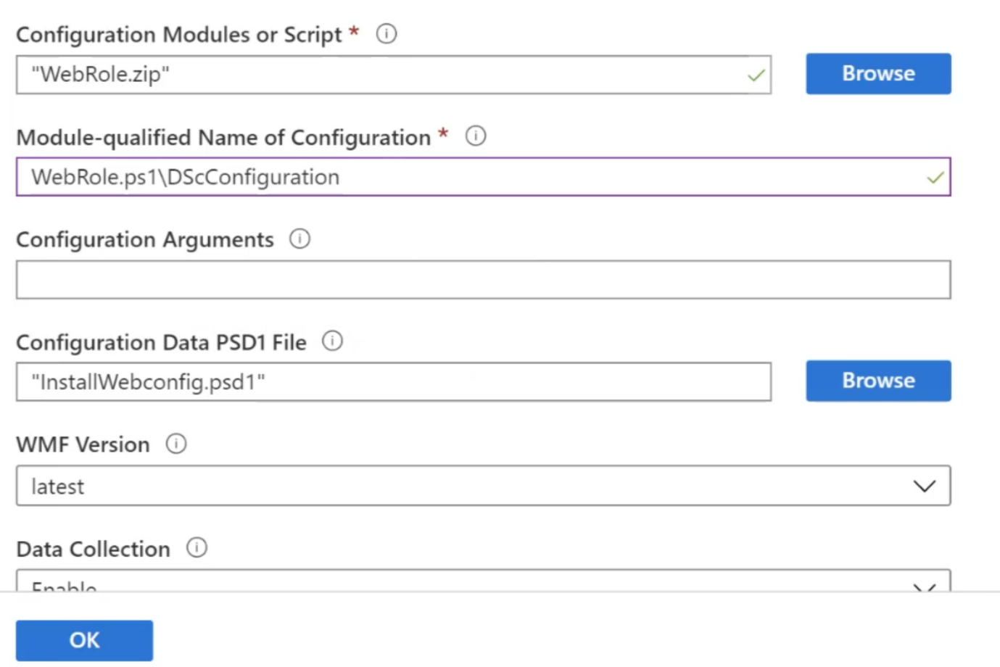 Configuration Modules or Script *
"WebRole.zip"
Browse
Module-qualified Name of Configuration *
WebRole.ps1\DScConfiguration
Configuration Arguments
Configuration Data PSD1 File
"InstallWebconfig.psd1"
Browse
WMF Version
latest
Data Collection
Enable
OK